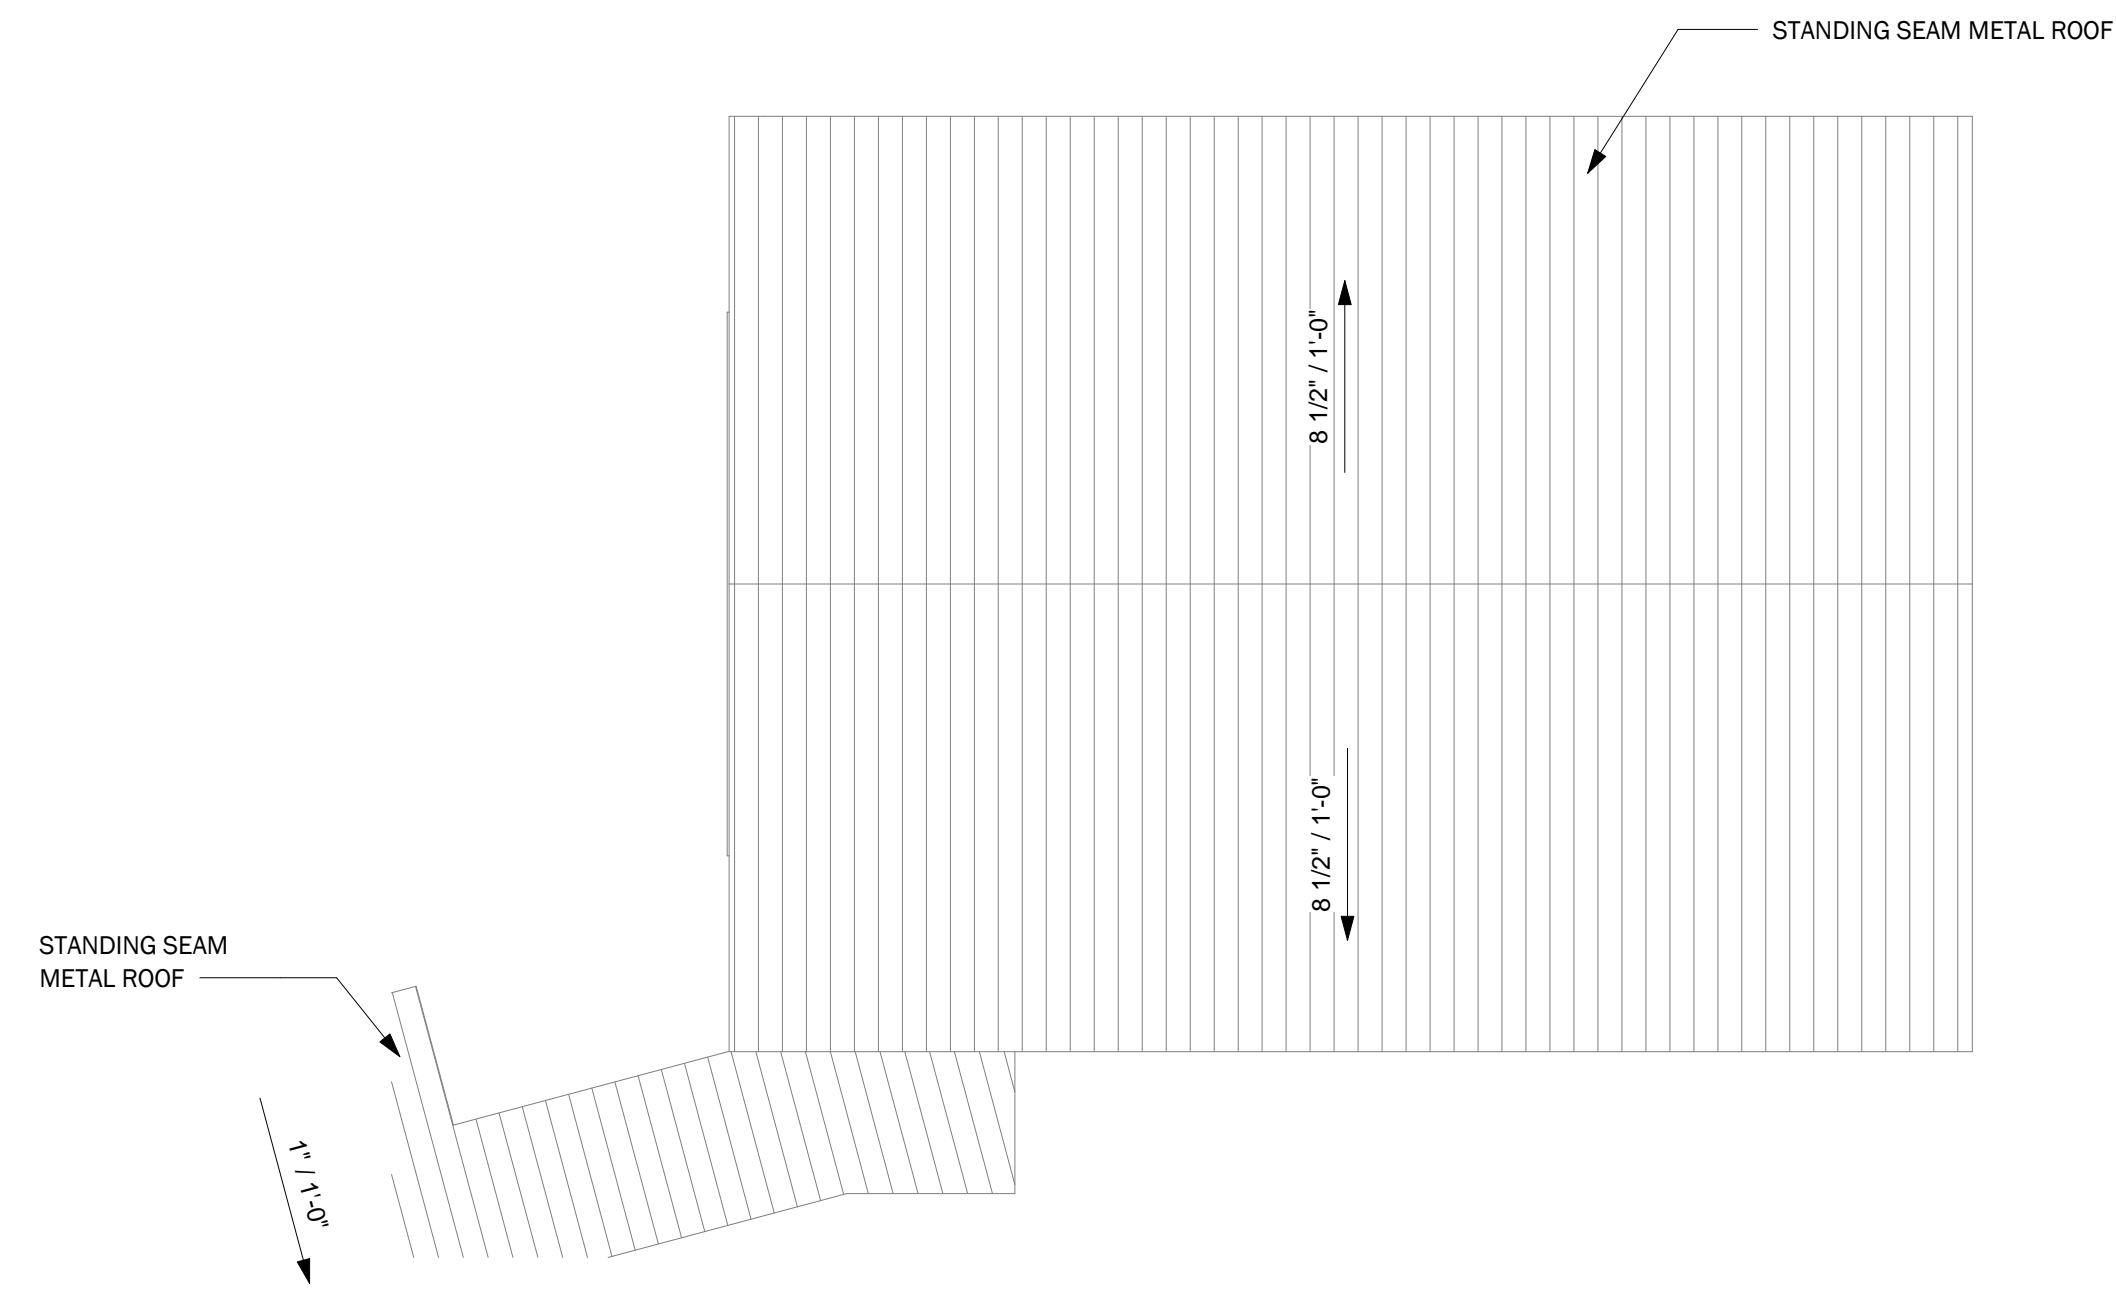 STANDING SEAM METAL ROOF
8 1/2" / 1'-0"
8 1/2" / 1'-0"
STANDING SEAM
METAL ROOF
1" / 1'-0"